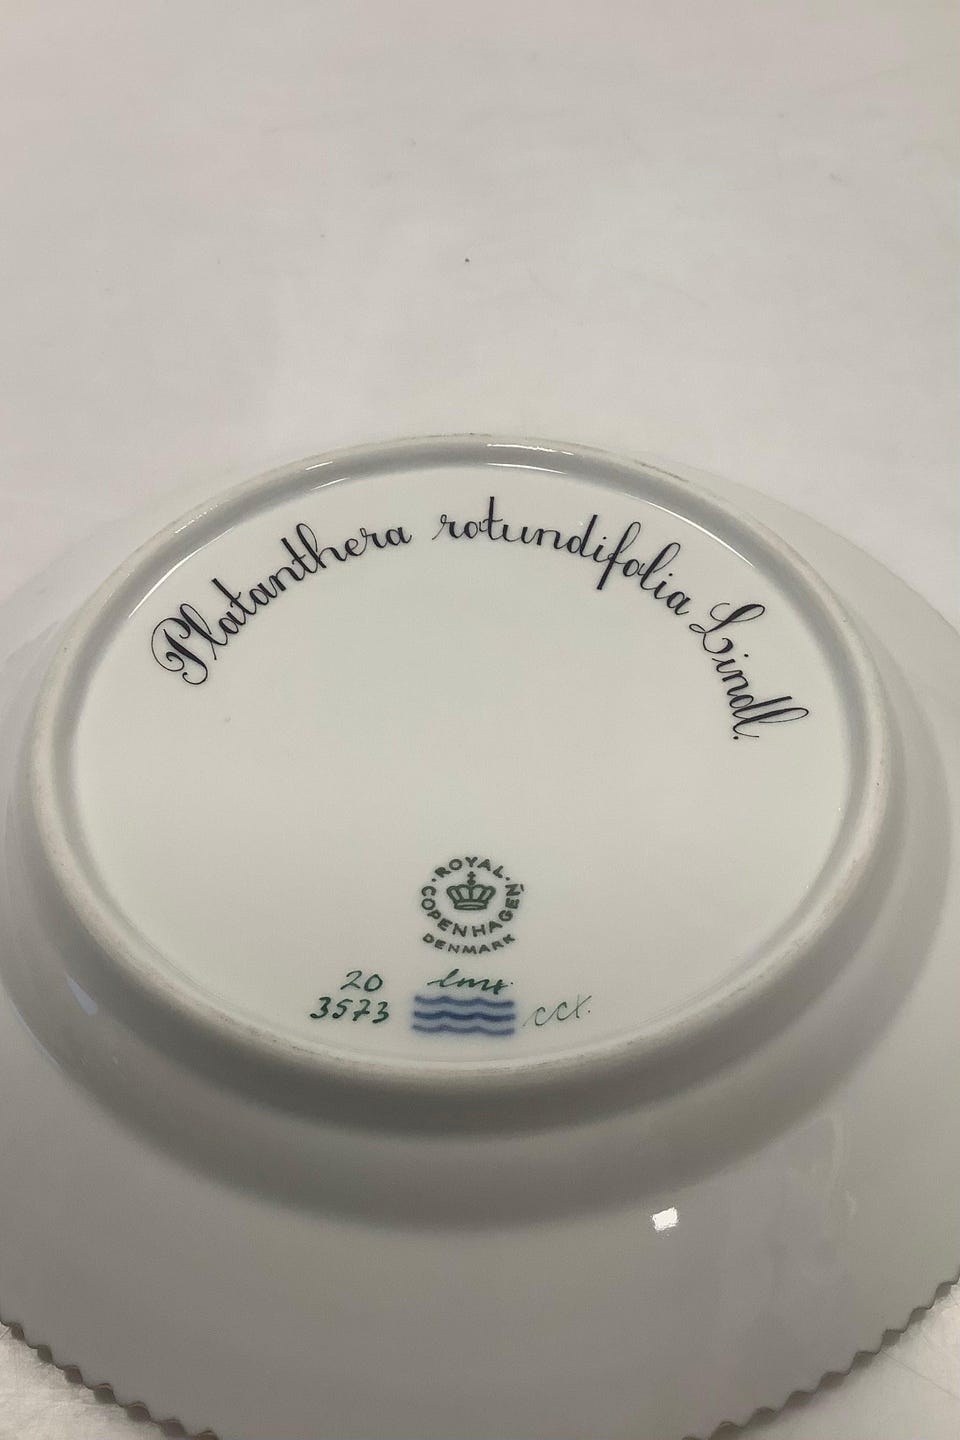 Platanthera rotundifolia Lindl.
· ROYAL ·
COPENHAGEN
DENMARK
20
3573